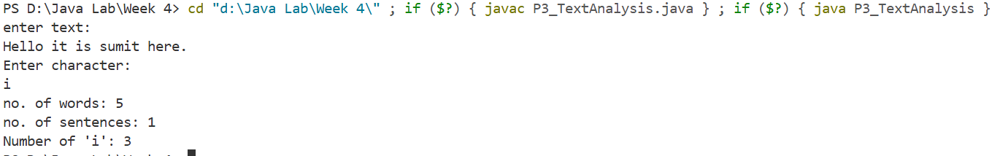 PS D:\Java Lab\Week 4> cd "d:\Java Lab\Week 4\" ; if ($?) { javac P3_TextAnalysis.java } ; if ($?) { java P3_TextAnalysis }
enter text:
Hello it is sumit here.
Enter character:
i
no. of words: 5
no. of sentences: 1
Number of 'i': 3